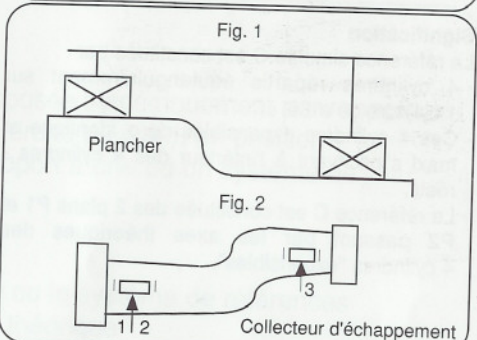 Fig. 1
Plancher
Fig. 2
3
1 2
Collecteur d'échappement